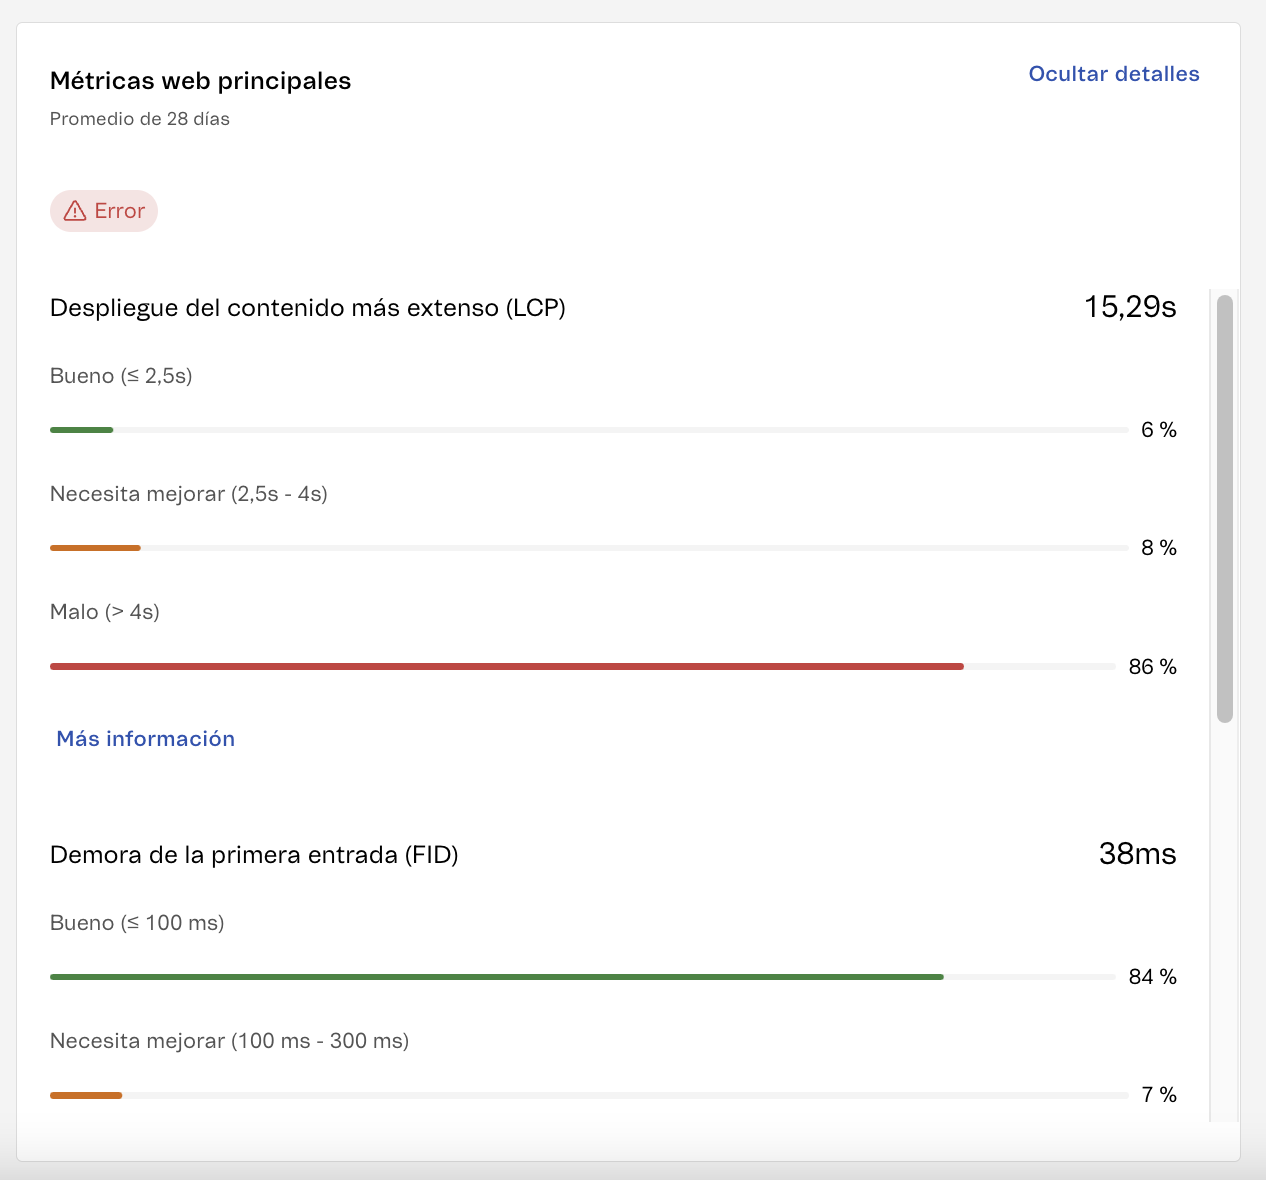 Métricas web principales
Ocultar detalles
Promedio de 28 días
Error
Despliegue del contenido más extenso (LCP)
15,29s
Bueno (≤ 2,5s)
6 %
Necesita mejorar (2,5s - 4s)
8 %
Malo (> 4s)
86 %
Más información
Demora de la primera entrada (FID)
38ms
Bueno (≤ 100 ms)
84 %
Necesita mejorar (100 ms - 300 ms)
7 %